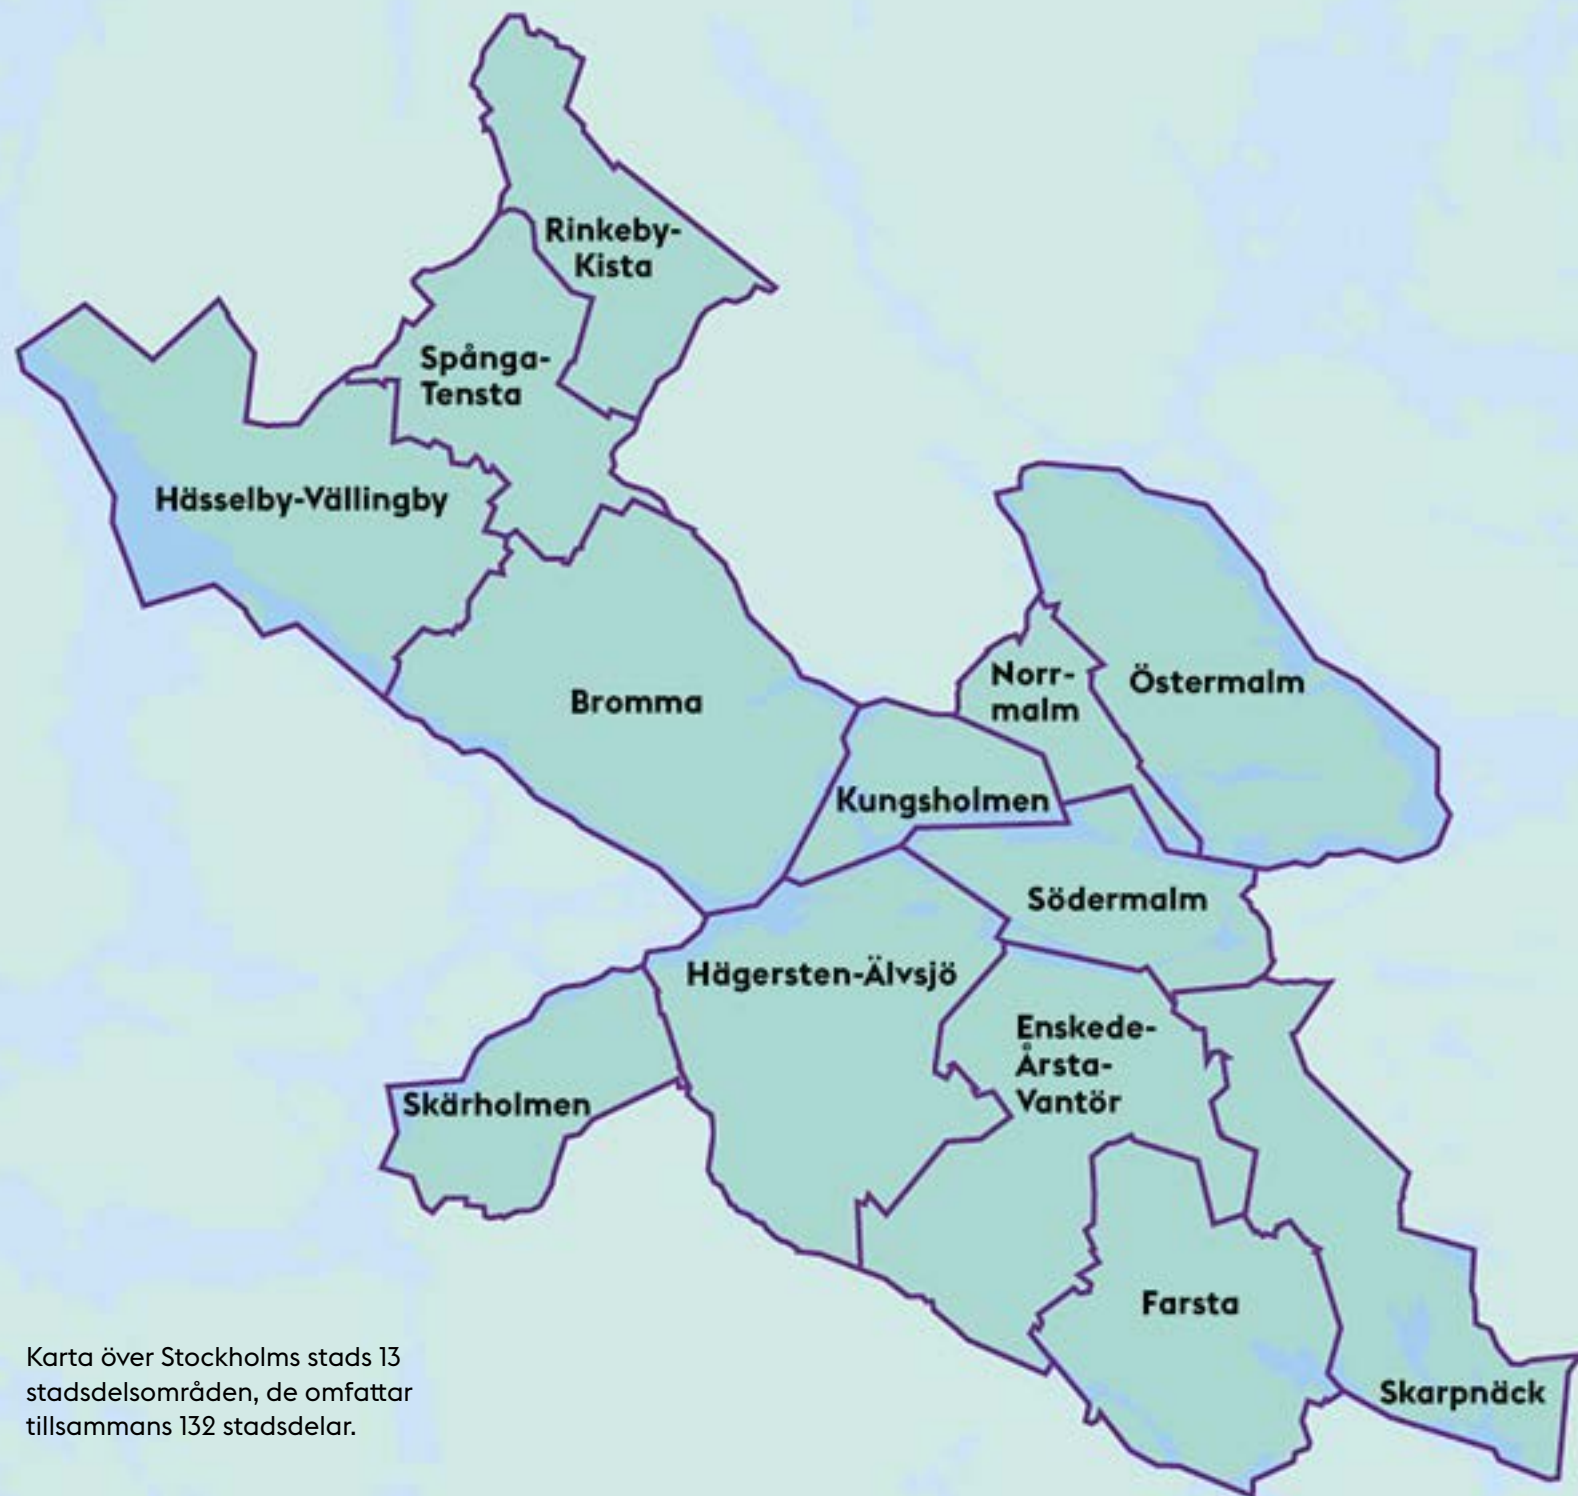 Rinkeby-
Kista
Spånga-
Tensta
Hässelby-Vällingby
Bromma
Norr-
malm
Östermalm
Kungsholmen
Södermalm
Hägersten-Älvsjö
Enskede-
Årsta-
Vantör
Skärholmen
Farsta
Skarpnäck
Karta över Stockholms stads 13
stadsdelsområden, de omfattar
tillsammans 132 stadsdelar.